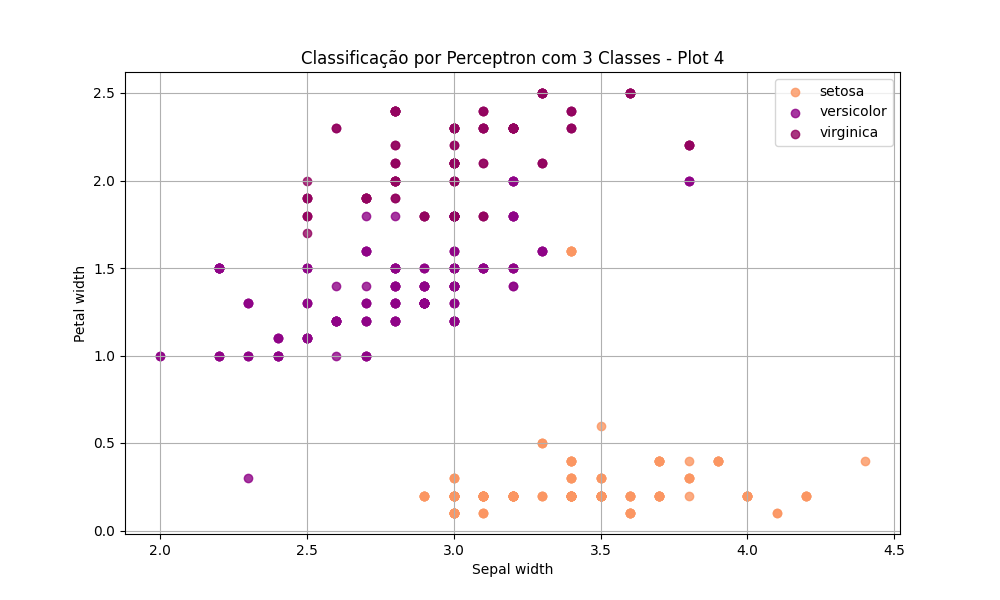 Classificação por Perceptron com 3 Classes - Plot 4
setosa
versicolor
virginica
2.5
2.0
1.5
1.0
0.5
0.0
Petal width
2.0 2.5 3.0 3.5 4.0 4.5
Sepal width